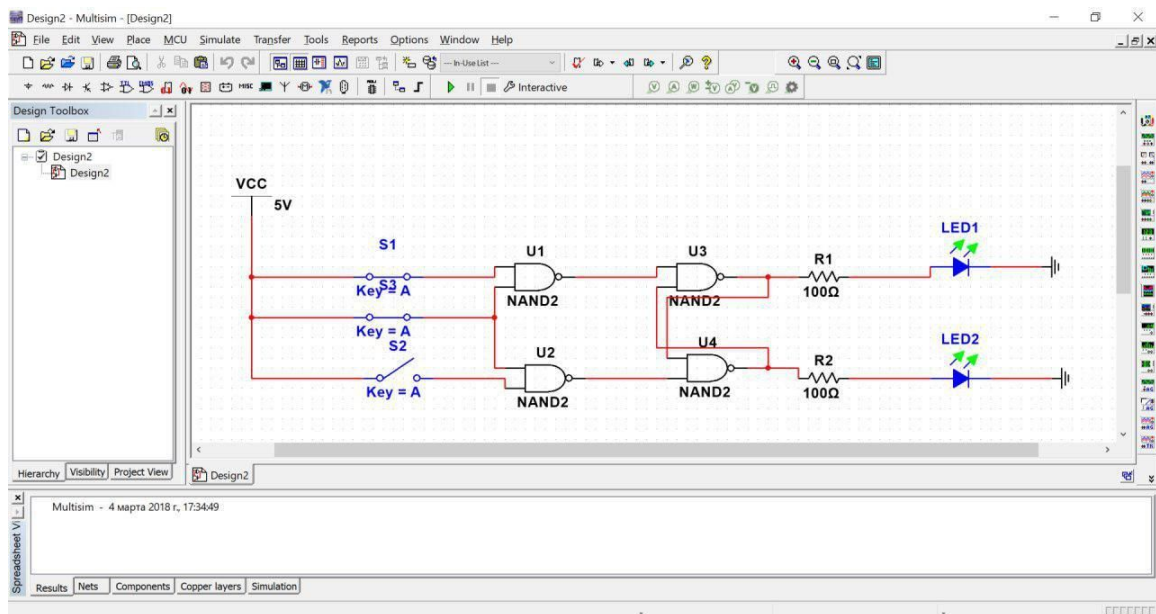 Design2 - Multisim - [Design2]
File Edit View Place MCU Simulate Transfer Tools Reports Options Window Help
--- In-Use List ---
Interactive
Design Toolbox
Design2
Design2
VCC
5V
S1
Key = A
S3
Key = A
S2
Key = A
U1
NAND2
U2
NAND2
U3
NAND2
U4
NAND2
R1
100Ω
R2
100Ω
LED1
LED2
Hierarchy Visibility Project View
Design2
Multisim - 4 марта 2018 г., 17:34:49
Spreadsheet Vi
Results Nets Components Copper layers Simulation